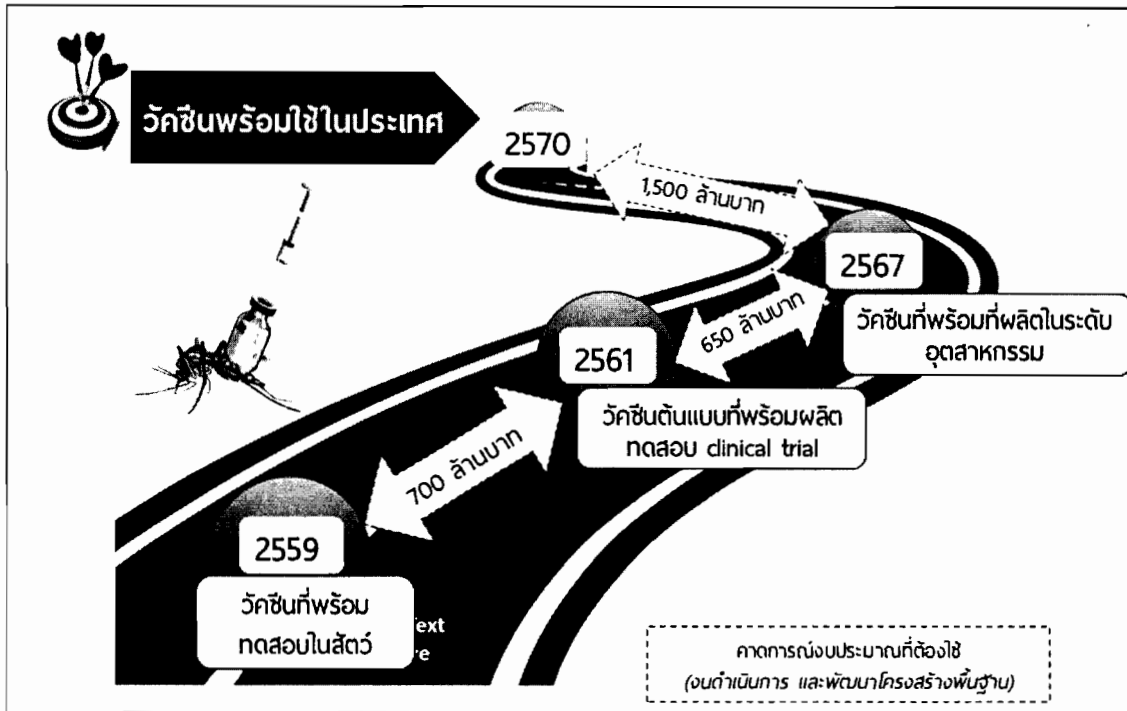 วัคซีนพร้อมใช้ในประเทศ
2570
1,500 ล้านบาท
2567
วัคซีนที่พร้อมที่ผลิตในระดับ
อุตสาหกรรม
650 ล้านบาท
2561
วัคซีนต้นแบบที่พร้อมผลิต
ทดสอบ clinical trial
700 ล้านบาท
2559
วัคซีนที่พร้อม
ทดสอบในสัตว์
คาดการณ์งบประมาณที่ต้องใช้
(งบดำเนินการ และพัฒนาโครงสร้างพื้นฐาน)